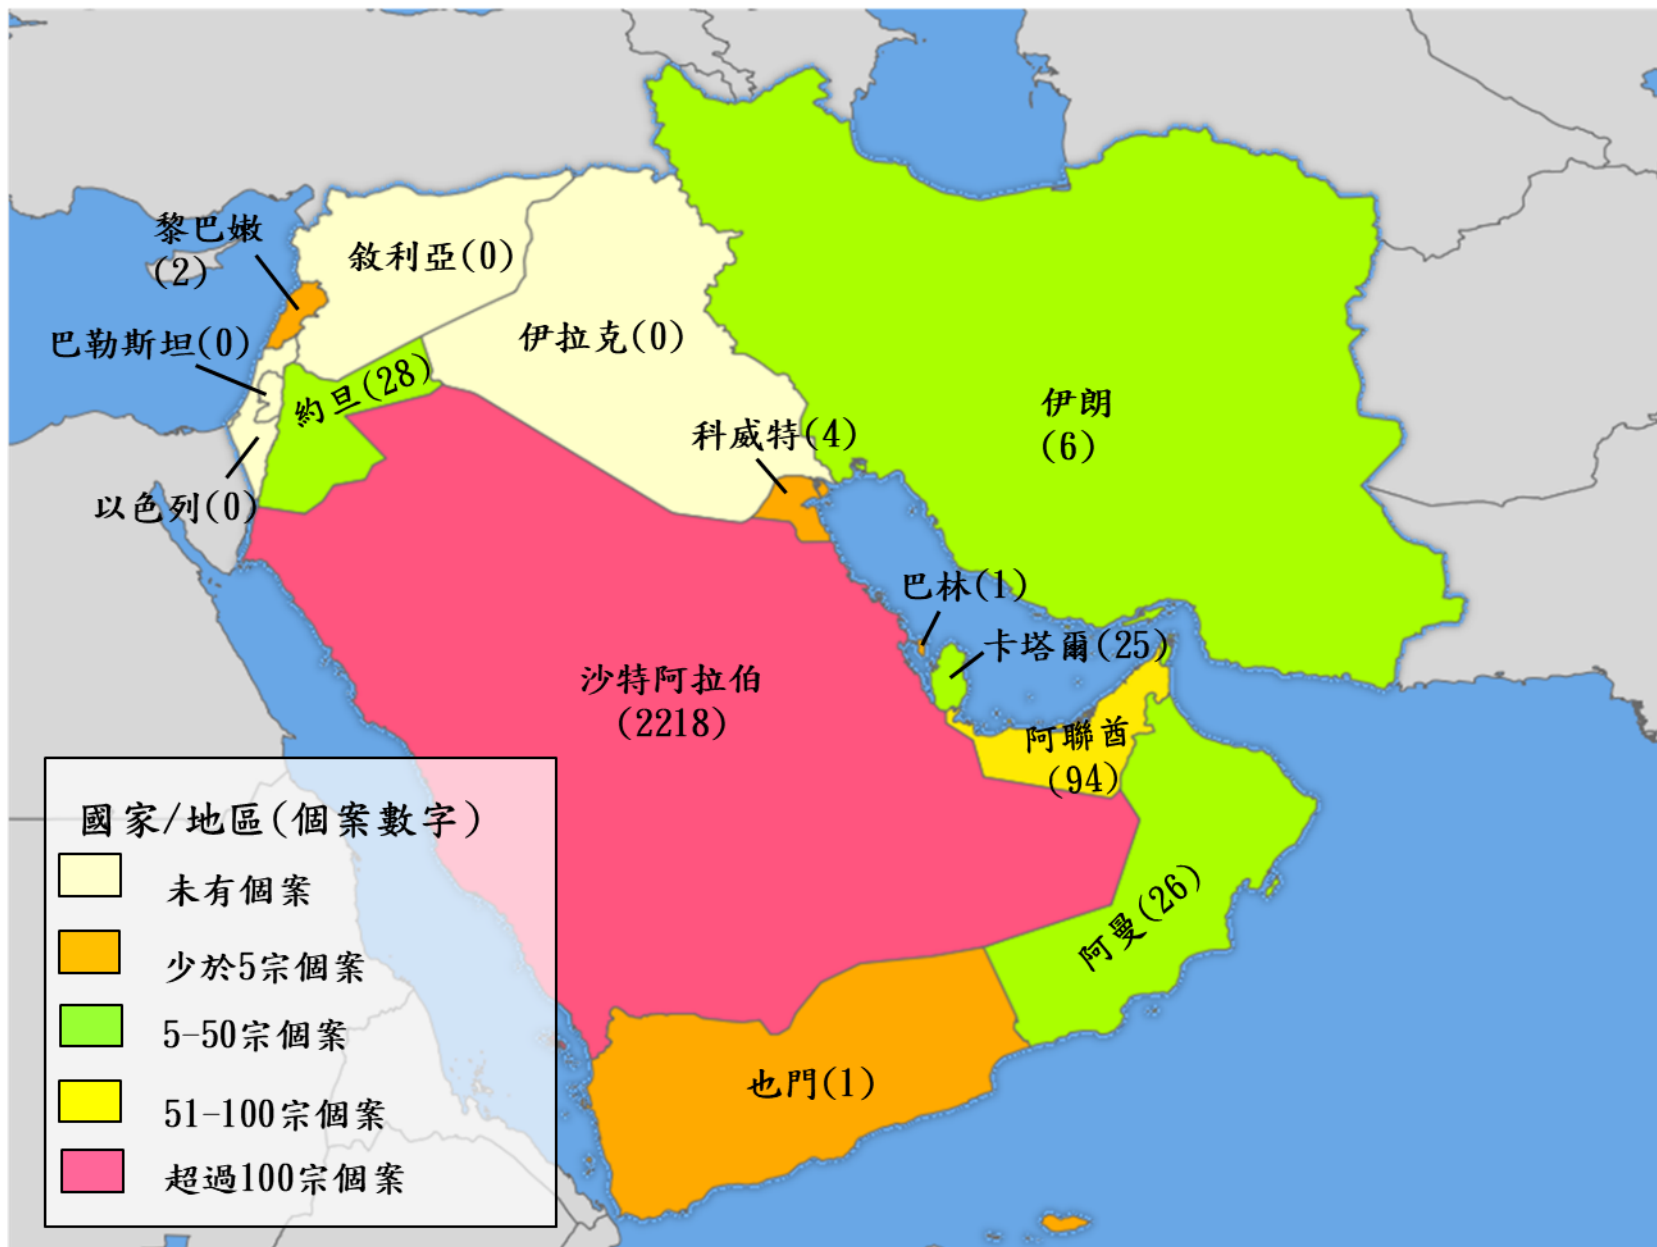 黎巴嫩
(2)
敘利亞(0)
巴勒斯坦(0)
伊拉克(0)
約旦(28)
伊朗
(6)
科威特(4)
以色列(0)
巴林(1)
卡塔爾(25)
沙特阿拉伯
(2218)
阿聯酋
(94)
阿曼(26)
也門(1)
國家/地區(個案數字)
未有個案
少於5宗個案
5-50宗個案
51-100宗個案
超過100宗個案